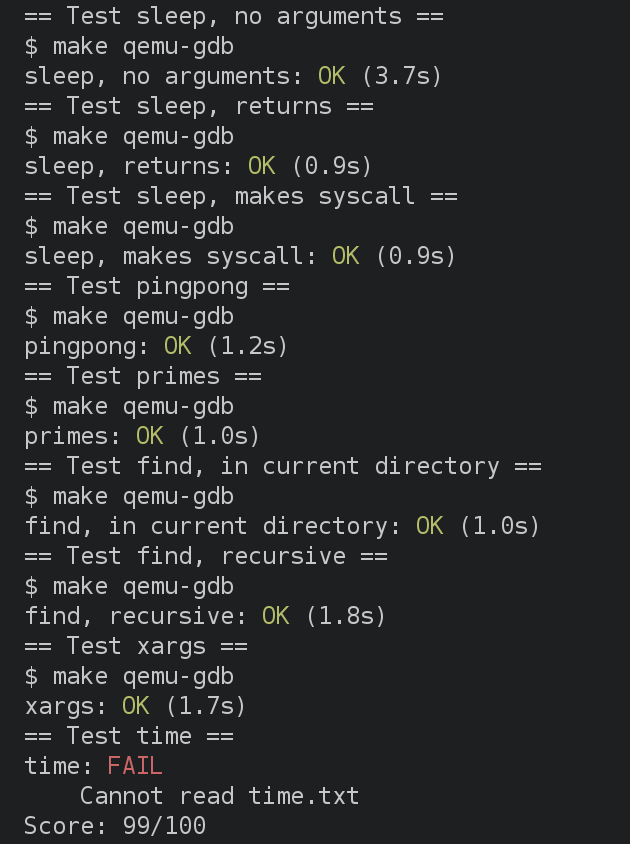 == Test sleep, no arguments ==
$ make qemu-gdb
sleep, no arguments: OK (3.7s)
== Test sleep, returns ==
$ make qemu-gdb
sleep, returns: OK (0.9s)
== Test sleep, makes syscall ==
$ make qemu-gdb
sleep, makes syscall: OK (0.9s)
== Test pingpong ==
$ make qemu-gdb
pingpong: OK (1.2s)
== Test primes ==
$ make qemu-gdb
primes: OK (1.0s)
== Test find, in current directory ==
$ make qemu-gdb
find, in current directory: OK (1.0s)
== Test find, recursive ==
$ make qemu-gdb
find, recursive: OK (1.8s)
== Test xargs ==
$ make qemu-gdb
xargs: OK (1.7s)
== Test time ==
time: FAIL
    Cannot read time.txt
Score: 99/100